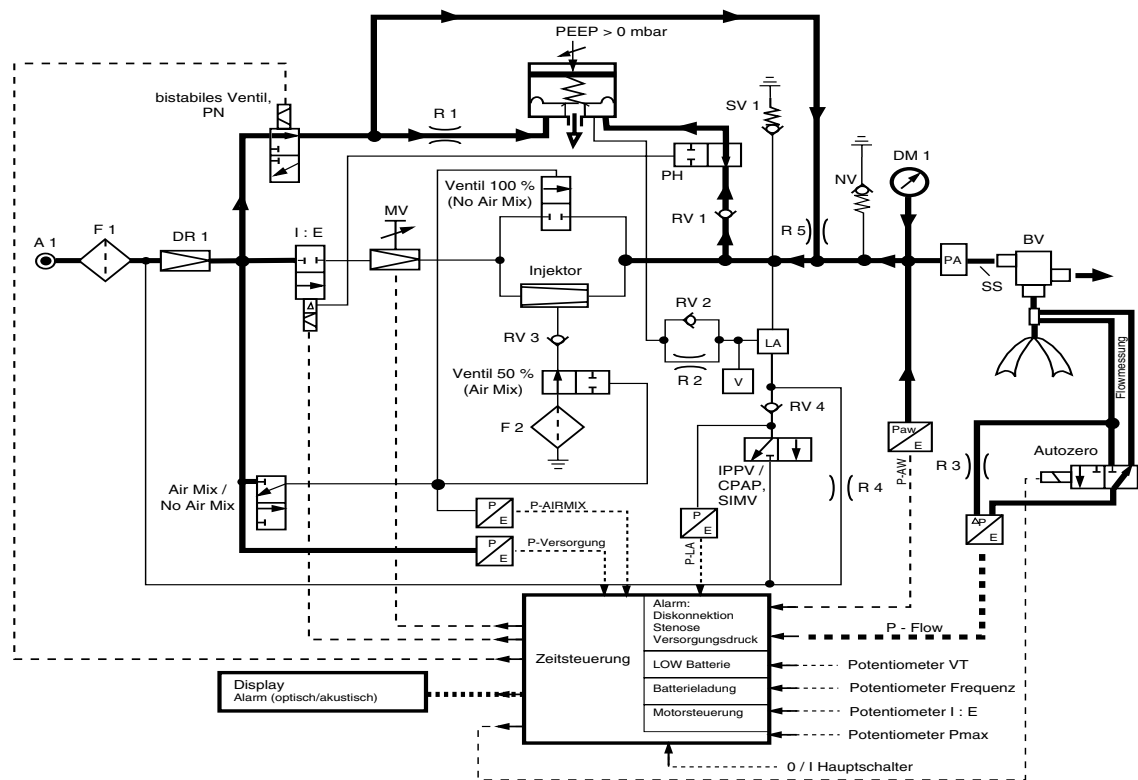 PEEP > 0 mbar
bistabiles Ventil,
PN
R 1
SV 1
DM 1
NV
PH
Ventil 100 %
(No Air Mix)
MV
RV 1
R 5
A 1
F 1
DR 1
I : E
BV
PA
SS
Injektor
RV 2
RV 3
LA
R 2
V
Ventil 50 %
(Air Mix)
RV 4
F 2
Flowmessung
Paw
E
Autozero
R 3
IPPV /
CPAP,
SIMV
R 4
P-AW
Air Mix /
No Air Mix
P
E
P-AIRMIX
P
E
ΔP
E
P
E
P-Versorgung
P-LA
Alarm:
Diskonnektion
Stenose
Versorgungsdruck
P - Flow
Zeitsteuerung
LOW Batterie
Potentiometer VT
Display
Alarm (optisch/akustisch)
Batterieladung
Potentiometer Frequenz
Motorsteuerung
Potentiometer I : E
Potentiometer Pmax
0 / I Hauptschalter